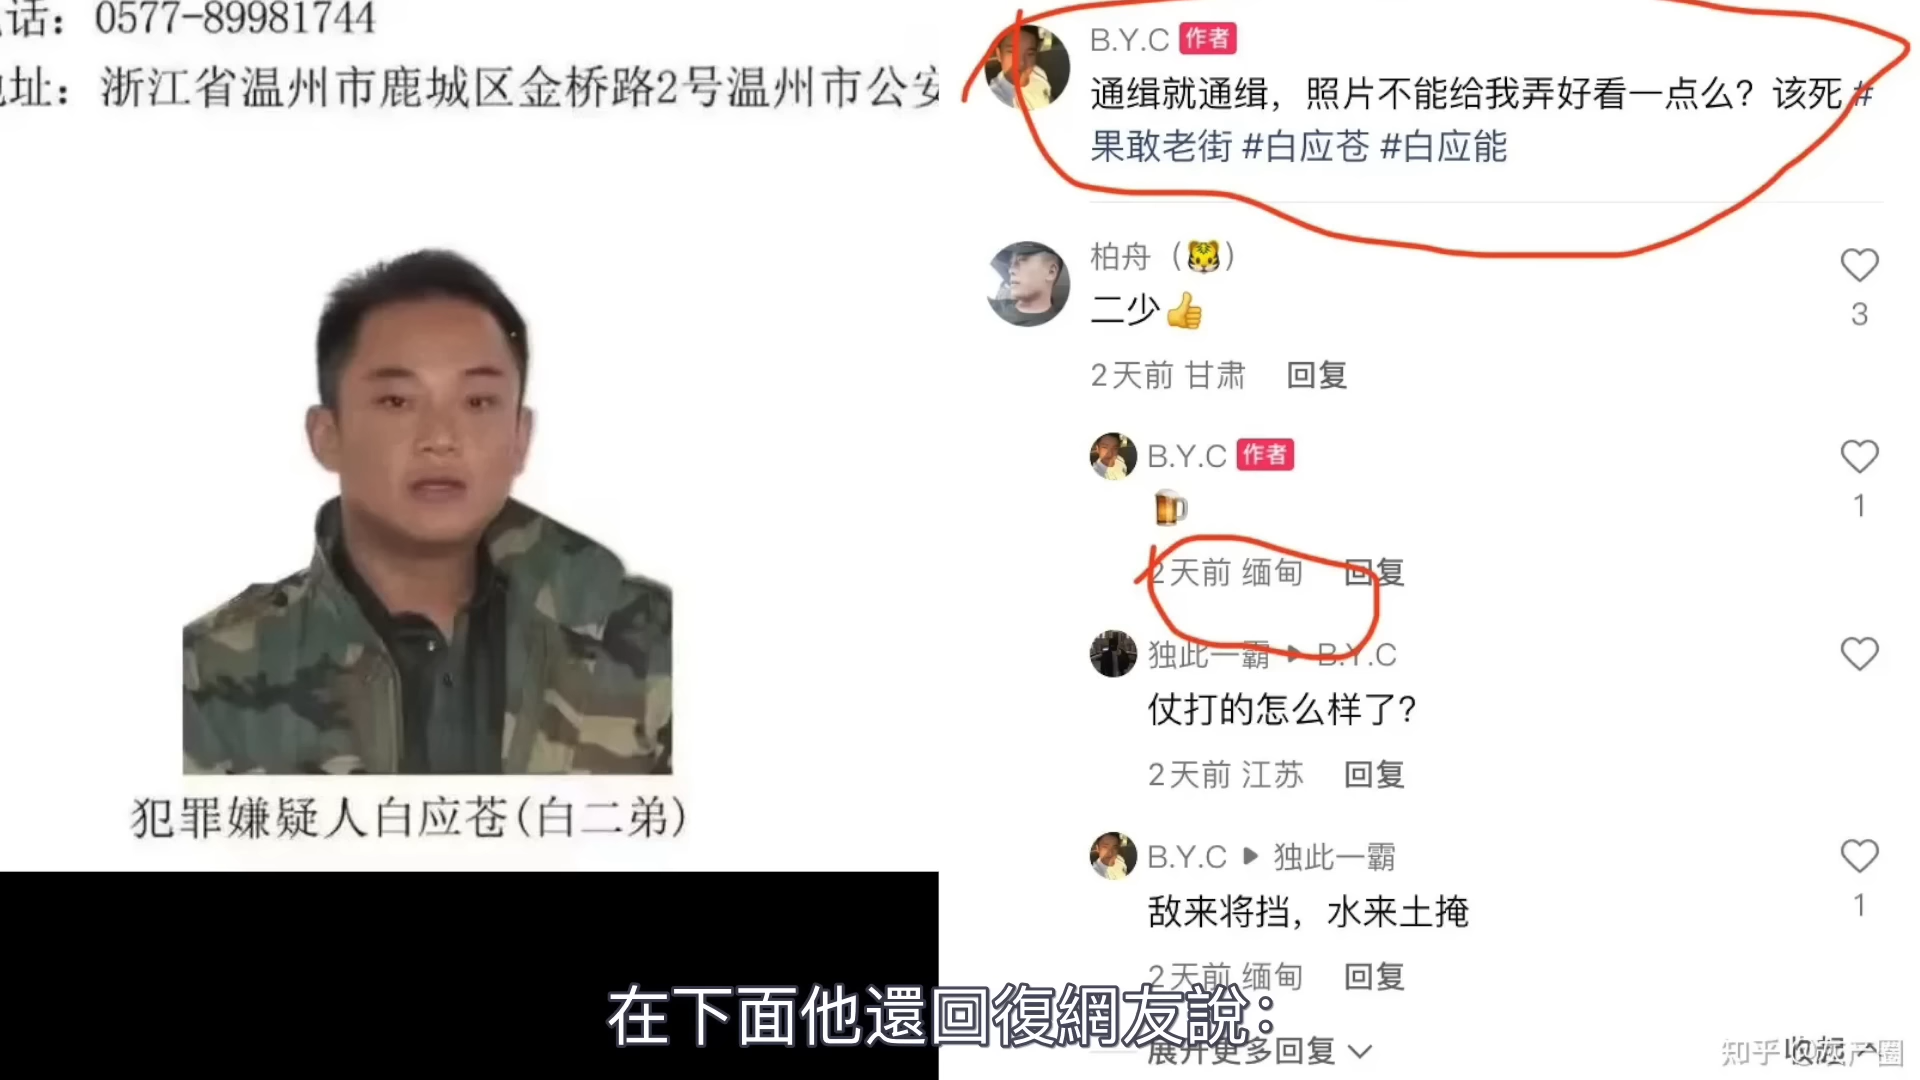 话：0577-89981744
址：浙江省温州市鹿城区金桥路2号温州市公安
犯罪嫌疑人白应苍(白二弟)
B.Y.C 作者
通缉就通缉，照片不能给我弄好看一点么？该死 #
果敢老街 #白应苍 #白应能
柏舟（🐯）
二少👍
3
2天前 甘肃 回复
B.Y.C 作者
🍺
1
2天前 缅甸 回复
独此一霸 ▶ B.Y.C
仗打的怎么样了?
2天前 江苏 回复
B.Y.C ▶ 独此一霸
敌来将挡，水来土掩
1
2天前 缅甸 回复
在下面他還回復網友說：
展开更多回复
收起
知乎 @灰产圈